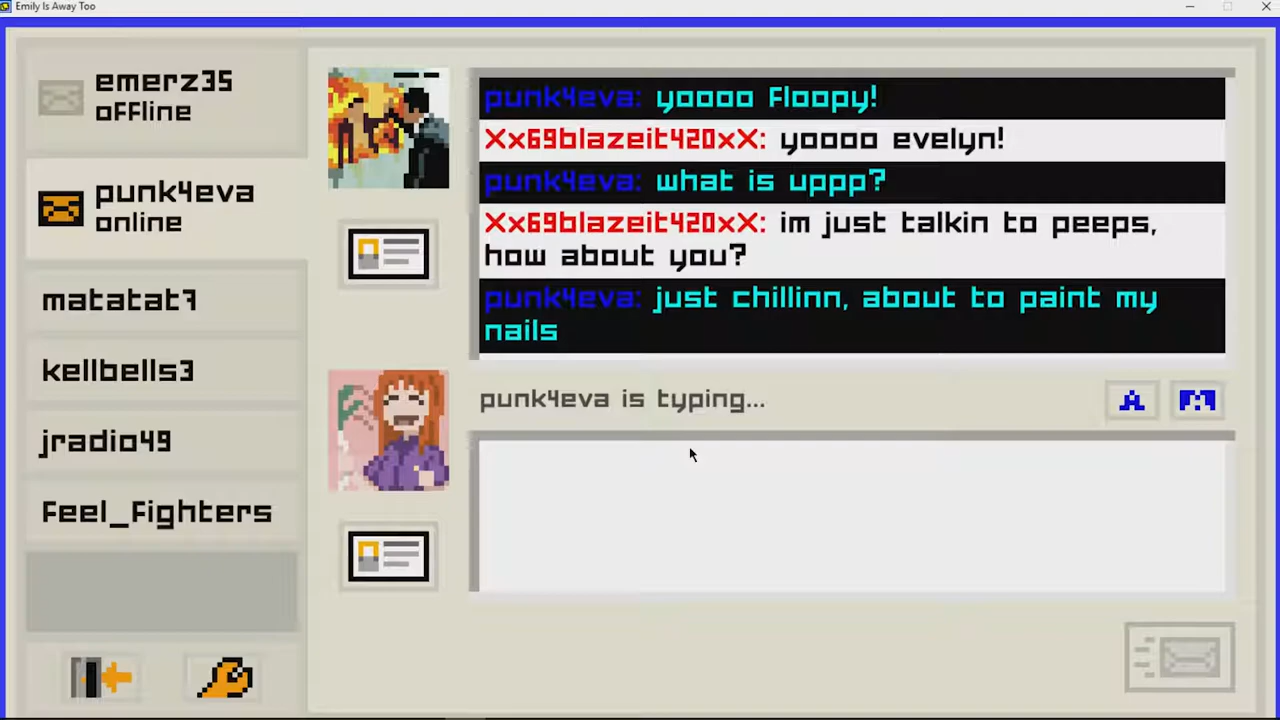 Emily Is Away Too
emerz35
offline
punk4eva
online
matatat7
kellbells3
jradio49
Feel_Fighters
punk4eva: yoooo Floopy!
Xx69blazeit420xX: yoooo evelyn!
punk4eva: what is uppp?
Xx69blazeit420xX: im just talkin to peeps,
how about you?
punk4eva: just chillinn, about to paint my
nails
punk4eva is typing...
A